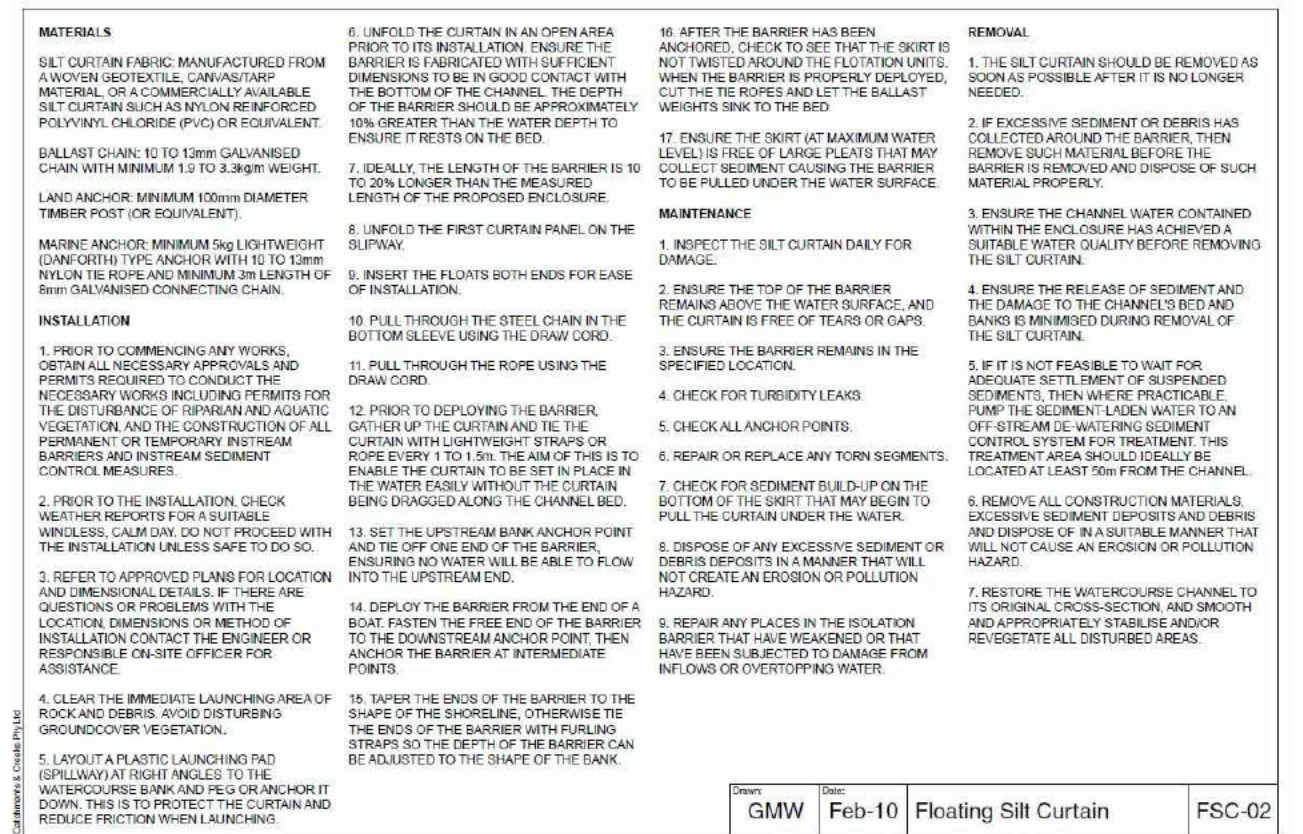 MATERIALS
SILT CURTAIN FABRIC: MANUFACTURED FROM
A WOVEN GEOTEXTILE, CANVAS/TARP
MATERIAL, OR A COMMERCIALLY AVAILABLE
SILT CURTAIN SUCH AS NYLON REINFORCED
POLYVINYL CHLORIDE (PVC) OR EQUIVALENT.
BALLAST CHAIN: 10 TO 13mm GALVANISED
CHAIN WITH MINIMUM 1.9 TO 3.3kg/m WEIGHT.
LAND ANCHOR: MINIMUM 100mm DIAMETER
TIMBER POST (OR EQUIVALENT).
MARINE ANCHOR: MINIMUM 5kg LIGHTWEIGHT
(DANFORTH) TYPE ANCHOR WITH 10 TO 13mm
NYLON TIE ROPE AND MINIMUM 3m LENGTH OF
8mm GALVANISED CONNECTING CHAIN.
INSTALLATION
1. PRIOR TO COMMENCING ANY WORKS,
OBTAIN ALL NECESSARY APPROVALS AND
PERMITS REQUIRED TO CONDUCT THE
NECESSARY WORKS INCLUDING PERMITS FOR
THE DISTURBANCE OF RIPARIAN AND AQUATIC
VEGETATION, AND THE CONSTRUCTION OF ALL
PERMANENT OR TEMPORARY INSTREAM
BARRIERS AND INSTREAM SEDIMENT
CONTROL MEASURES.
2. PRIOR TO THE INSTALLATION, CHECK
WEATHER REPORTS FOR A SUITABLE
WINDLESS, CALM DAY. DO NOT PROCEED WITH
THE INSTALLATION UNLESS SAFE TO DO SO.
3. REFER TO APPROVED PLANS FOR LOCATION
AND DIMENSIONAL DETAILS. IF THERE ARE
QUESTIONS OR PROBLEMS WITH THE
LOCATION, DIMENSIONS OR METHOD OF
INSTALLATION CONTACT THE ENGINEER OR
RESPONSIBLE ON-SITE OFFICER FOR
ASSISTANCE.
4. CLEAR THE IMMEDIATE LAUNCHING AREA OF
ROCK AND DEBRIS. AVOID DISTURBING
GROUNDCOVER VEGETATION.
5. LAYOUT A PLASTIC LAUNCHING PAD
(SPILLWAY) AT RIGHT ANGLES TO THE
WATERCOURSE BANK AND PEG OR ANCHOR IT
DOWN. THIS IS TO PROTECT THE CURTAIN AND
REDUCE FRICTION WHEN LAUNCHING.
6. UNFOLD THE CURTAIN IN AN OPEN AREA
PRIOR TO ITS INSTALLATION. ENSURE THE
BARRIER IS FABRICATED WITH SUFFICIENT
DIMENSIONS TO BE IN GOOD CONTACT WITH
THE BOTTOM OF THE CHANNEL. THE DEPTH
OF THE BARRIER SHOULD BE APPROXIMATELY
10% GREATER THAN THE WATER DEPTH TO
ENSURE IT RESTS ON THE BED.
7. IDEALLY, THE LENGTH OF THE BARRIER IS 10
TO 20% LONGER THAN THE MEASURED
LENGTH OF THE PROPOSED ENCLOSURE.
8. UNFOLD THE FIRST CURTAIN PANEL ON THE
SLIPWAY.
9. INSERT THE FLOATS BOTH ENDS FOR EASE
OF INSTALLATION.
10. PULL THROUGH THE STEEL CHAIN IN THE
BOTTOM SLEEVE USING THE DRAW CORD.
11. PULL THROUGH THE ROPE USING THE
DRAW CORD.
12. PRIOR TO DEPLOYING THE BARRIER,
GATHER UP THE CURTAIN AND TIE THE
CURTAIN WITH LIGHTWEIGHT STRAPS OR
ROPE EVERY 1 TO 1.5m. THE AIM OF THIS IS TO
ENABLE THE CURTAIN TO BE SET IN PLACE IN
THE WATER EASILY WITHOUT THE CURTAIN
BEING DRAGGED ALONG THE CHANNEL BED.
13. SET THE UPSTREAM BANK ANCHOR POINT
AND TIE OFF ONE END OF THE BARRIER,
ENSURING NO WATER WILL BE ABLE TO FLOW
INTO THE UPSTREAM END.
14. DEPLOY THE BARRIER FROM THE END OF A
BOAT. FASTEN THE FREE END OF THE BARRIER
TO THE DOWNSTREAM ANCHOR POINT, THEN
ANCHOR THE BARRIER AT INTERMEDIATE
POINTS.
15. TAPER THE ENDS OF THE BARRIER TO THE
SHAPE OF THE SHORELINE, OTHERWISE TIE
THE ENDS OF THE BARRIER WITH FURLING
STRAPS SO THE DEPTH OF THE BARRIER CAN
BE ADJUSTED TO THE SHAPE OF THE BANK.
16. AFTER THE BARRIER HAS BEEN
ANCHORED, CHECK TO SEE THAT THE SKIRT IS
NOT TWISTED AROUND THE FLOTATION UNITS.
WHEN THE BARRIER IS PROPERLY DEPLOYED,
CUT THE TIE ROPES AND LET THE BALLAST
WEIGHTS SINK TO THE BED.
17. ENSURE THE SKIRT (AT MAXIMUM WATER
LEVEL) IS FREE OF LARGE PLEATS THAT MAY
COLLECT SEDIMENT CAUSING THE BARRIER
TO BE PULLED UNDER THE WATER SURFACE.
MAINTENANCE
1. INSPECT THE SILT CURTAIN DAILY FOR
DAMAGE.
2. ENSURE THE TOP OF THE BARRIER
REMAINS ABOVE THE WATER SURFACE, AND
THE CURTAIN IS FREE OF TEARS OR GAPS.
3. ENSURE THE BARRIER REMAINS IN THE
SPECIFIED LOCATION.
4. CHECK FOR TURBIDITY LEAKS.
5. CHECK ALL ANCHOR POINTS.
6. REPAIR OR REPLACE ANY TORN SEGMENTS.
7. CHECK FOR SEDIMENT BUILD-UP ON THE
BOTTOM OF THE SKIRT THAT MAY BEGIN TO
PULL THE CURTAIN UNDER THE WATER.
8. DISPOSE OF ANY EXCESSIVE SEDIMENT OR
DEBRIS DEPOSITS IN A MANNER THAT WILL
NOT CREATE AN EROSION OR POLLUTION
HAZARD.
9. REPAIR ANY PLACES IN THE ISOLATION
BARRIER THAT HAVE WEAKENED OR THAT
HAVE BEEN SUBJECTED TO DAMAGE FROM
INFLOWS OR OVERTOPPING WATER.
REMOVAL
1. THE SILT CURTAIN SHOULD BE REMOVED AS
SOON AS POSSIBLE AFTER IT IS NO LONGER
NEEDED.
2. IF EXCESSIVE SEDIMENT OR DEBRIS HAS
COLLECTED AROUND THE BARRIER, THEN
REMOVE SUCH MATERIAL BEFORE THE
BARRIER IS REMOVED AND DISPOSE OF SUCH
MATERIAL PROPERLY.
3. ENSURE THE CHANNEL WATER CONTAINED
WITHIN THE ENCLOSURE HAS ACHIEVED A
SUITABLE WATER QUALITY BEFORE REMOVING
THE SILT CURTAIN.
4. ENSURE THE RELEASE OF SEDIMENT AND
THE DAMAGE TO THE CHANNEL'S BED AND
BANKS IS MINIMISED DURING REMOVAL OF
THE SILT CURTAIN.
5. IF IT IS NOT FEASIBLE TO WAIT FOR
ADEQUATE SETTLEMENT OF SUSPENDED
SEDIMENTS, THEN WHERE PRACTICABLE,
PUMP THE SEDIMENT-LADEN WATER TO AN
OFF-STREAM DE-WATERING SEDIMENT
CONTROL SYSTEM FOR TREATMENT. THIS
TREATMENT AREA SHOULD IDEALLY BE
LOCATED AT LEAST 50m FROM THE CHANNEL.
6. REMOVE ALL CONSTRUCTION MATERIALS,
EXCESSIVE SEDIMENT DEPOSITS AND DEBRIS
AND DISPOSE OF IN A SUITABLE MANNER THAT
WILL NOT CAUSE AN EROSION OR POLLUTION
HAZARD.
7. RESTORE THE WATERCOURSE CHANNEL TO
ITS ORIGINAL CROSS-SECTION, AND SMOOTH
AND APPROPRIATELY STABILISE AND/OR
REVEGETATE ALL DISTURBED AREAS.
Catchments & Creeks Pty Ltd
Drawn:
GMW
Date:
Feb-10
Floating Silt Curtain
FSC-02